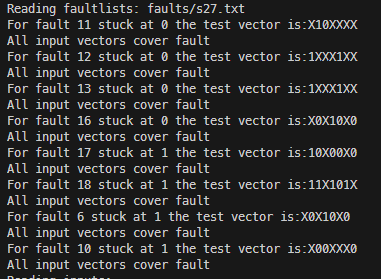 Reading faultlists: faults/s27.txt
For fault 11 stuck at 0 the test vector is:X10XXXX
All input vectors cover fault
For fault 12 stuck at 0 the test vector is:1XXX1XX
All input vectors cover fault
For fault 13 stuck at 0 the test vector is:1XXX1XX
All input vectors cover fault
For fault 16 stuck at 0 the test vector is:X0X10X0
All input vectors cover fault
For fault 17 stuck at 1 the test vector is:10X00X0
All input vectors cover fault
For fault 18 stuck at 1 the test vector is:11X101X
All input vectors cover fault
For fault 6 stuck at 1 the test vector is:X0X10X0
All input vectors cover fault
For fault 10 stuck at 1 the test vector is:X00XXX0
All input vectors cover fault
Reading inputs: